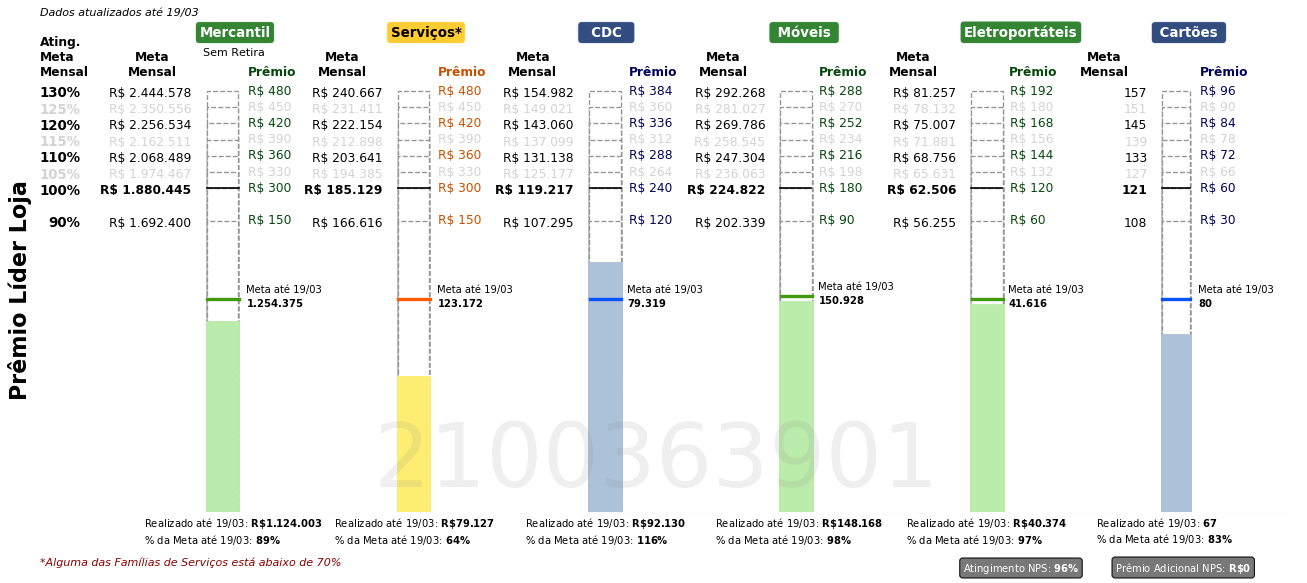 Dados atualizados até 19/03
Mercantil Serviços* CDC Móveis Eletroportáteis Cartões
Sem Retira
Ating. Meta Mensal
Meta Mensal Prêmio Meta Mensal Prêmio Meta Mensal Prêmio Meta Mensal Prêmio Meta Mensal Prêmio Meta Mensal Prêmio
130% R$ 2.444.578 R$ 480 R$ 240.667 R$ 480 R$ 154.982 R$ 384 R$ 292.268 R$ 288 R$ 81.257 R$ 192 157 R$ 96
125% R$ 2.350.556 R$ 450 R$ 231.411 R$ 450 R$ 149.021 R$ 360 R$ 281.027 R$ 270 R$ 78.132 R$ 180 151 R$ 90
120% R$ 2.256.534 R$ 420 R$ 222.154 R$ 420 R$ 143.060 R$ 336 R$ 269.786 R$ 252 R$ 75.007 R$ 168 145 R$ 84
115% R$ 2.162.511 R$ 390 R$ 212.898 R$ 390 R$ 137.099 R$ 312 R$ 258.545 R$ 234 R$ 71.881 R$ 156 139 R$ 78
110% R$ 2.068.489 R$ 360 R$ 203.641 R$ 360 R$ 131.138 R$ 288 R$ 247.304 R$ 216 R$ 68.756 R$ 144 133 R$ 72
105% R$ 1.974.467 R$ 330 R$ 194.385 R$ 330 R$ 125.177 R$ 264 R$ 236.063 R$ 198 R$ 65.631 R$ 132 127 R$ 66
100% R$ 1.880.445 R$ 300 R$ 185.129 R$ 300 R$ 119.217 R$ 240 R$ 224.822 R$ 180 R$ 62.506 R$ 120 121 R$ 60
90% R$ 1.692.400 R$ 150 R$ 166.616 R$ 150 R$ 107.295 R$ 120 R$ 202.339 R$ 90 R$ 56.255 R$ 60 108 R$ 30
Prêmio Líder Loja
Meta até 19/03 Meta até 19/03 Meta até 19/03 Meta até 19/03 Meta até 19/03 Meta até 19/03
1.254.375 123.172 79.319 150.928 41.616 80
2100363901
Realizado até 19/03: R$1.124.003 Realizado até 19/03: R$79.127 Realizado até 19/03: R$92.130 Realizado até 19/03: R$148.168 Realizado até 19/03: R$40.374 Realizado até 19/03: 67
% da Meta até 19/03: 89% % da Meta até 19/03: 64% % da Meta até 19/03: 116% % da Meta até 19/03: 98% % da Meta até 19/03: 97% % da Meta até 19/03: 83%
*Alguma das Famílias de Serviços está abaixo de 70%
Atingimento NPS: 96% Prêmio Adicional NPS: R$0